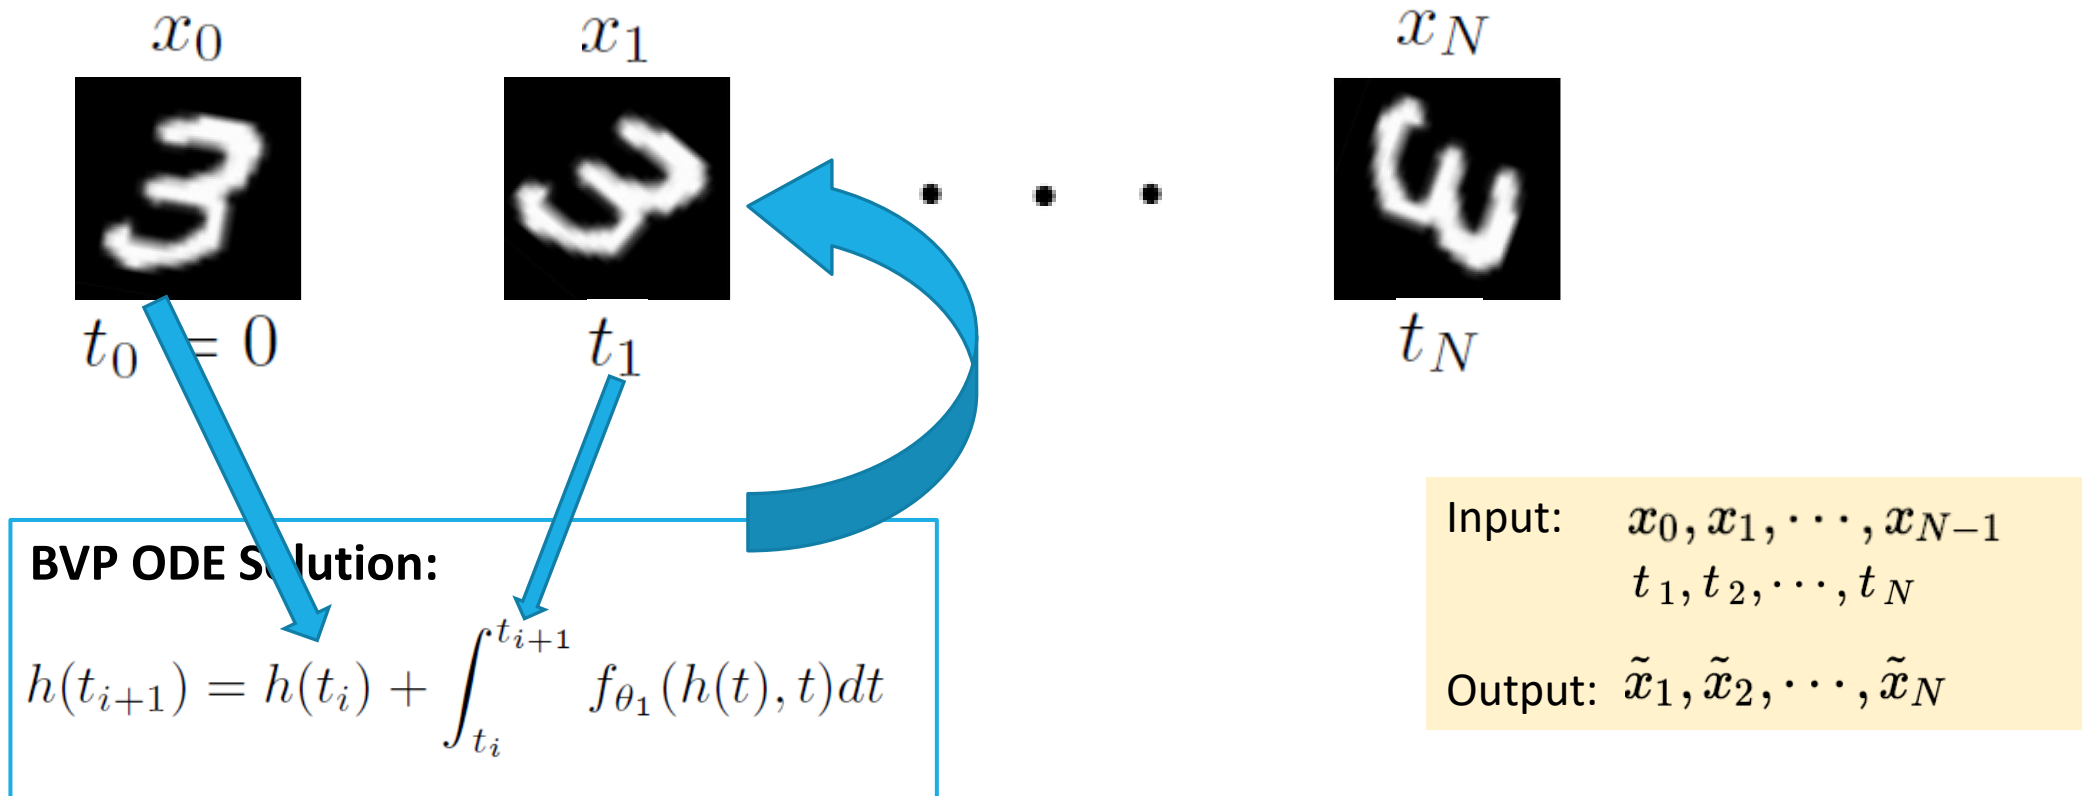 x_0 x_1 x_N
t_0 = 0 t_1 t_N
BVP ODE Solution:
h(t_{i+1}) = h(t_i) + \int_{t_i}^{t_{i+1}} f_{θ_1}(h(t), t)dt
Input: x_0, x_1, ⋯, x_{N−1}
t_1, t_2, ⋯, t_N
Output: x̃_1, x̃_2, ⋯, x̃_N